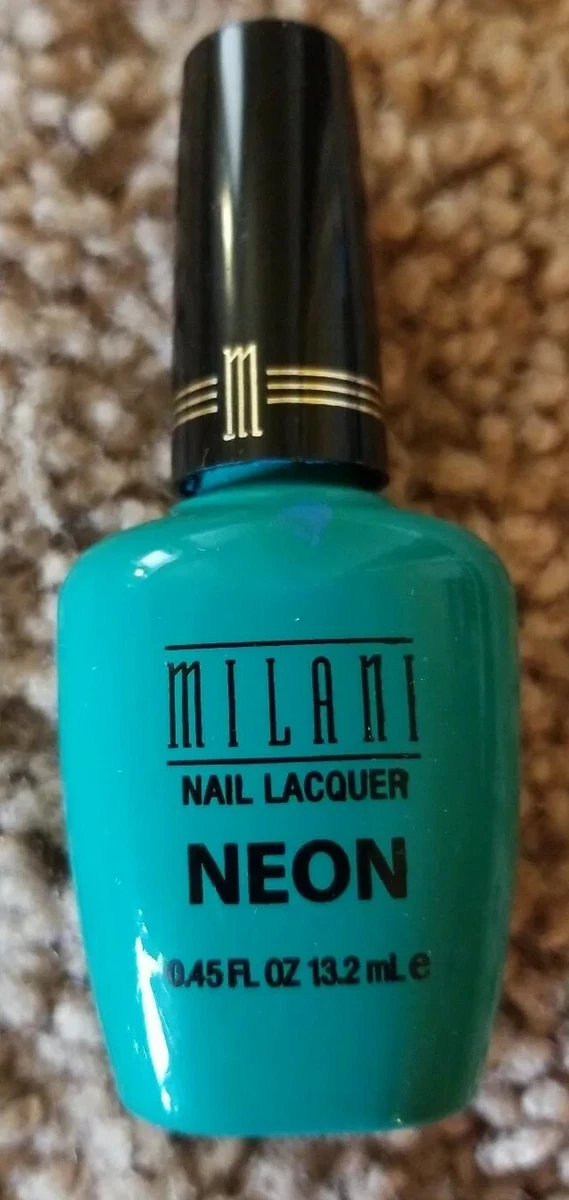 M
MILANI
NAIL LACQUER
NEON
0.45 FL OZ 13.2 mL e